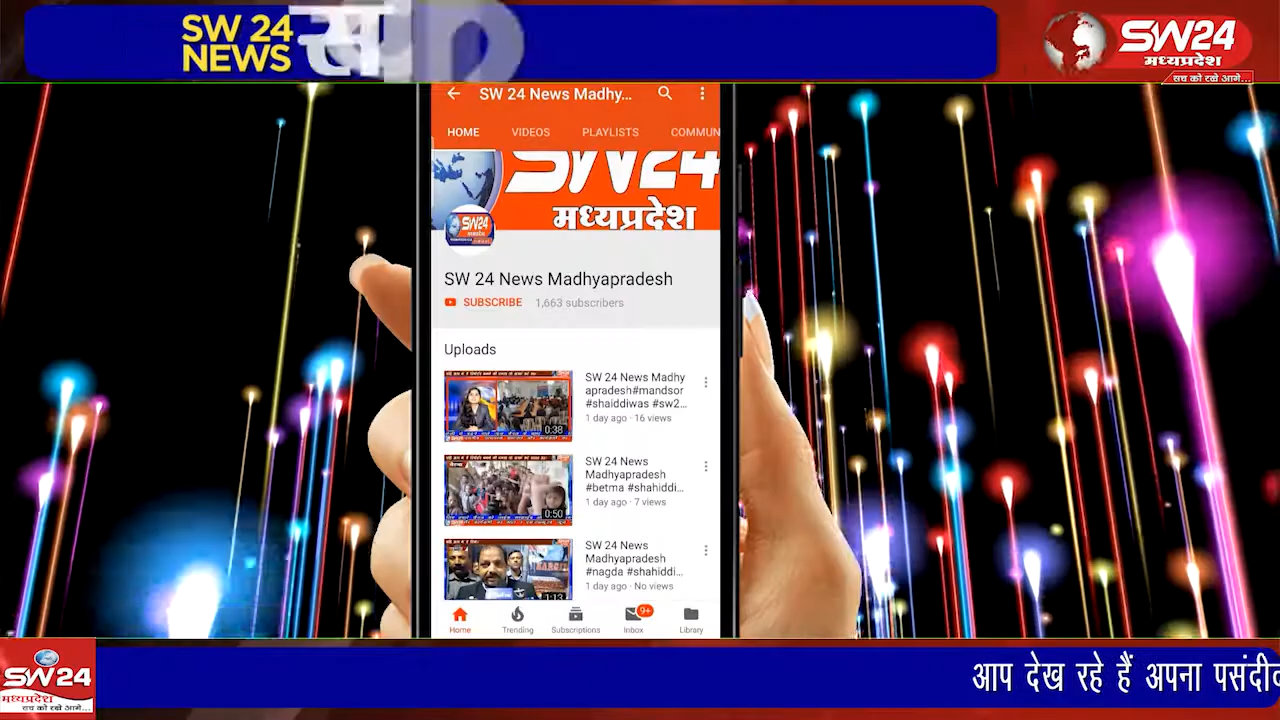 SW 24
NEWS
SW24
मध्यप्रदेश
सच को रखे आगे...
SW 24 News Madhy...
HOME VIDEOS PLAYLISTS COMMUN
SW24
मध्यप्रदेश
SW24
SW 24 News Madhyapradesh
SUBSCRIBE 1,663 subscribers
Uploads
SW 24 News Madhy
apradesh#mandsor
#shaiddiwas #sw2...
1 day ago · 16 views
0:38
SW 24 News
Madhyapradesh
#betma #shahiddi...
1 day ago · 7 views
0:50
SW 24 News
Madhyapradesh
#nagda #shahiddi...
1 day ago · No views
1:13
9+
Home Trending Subscriptions Inbox Library
SW24
मध्यप्रदेश
सच को रखे आगे...
आप देख रहे हैं अपना पसंदीद